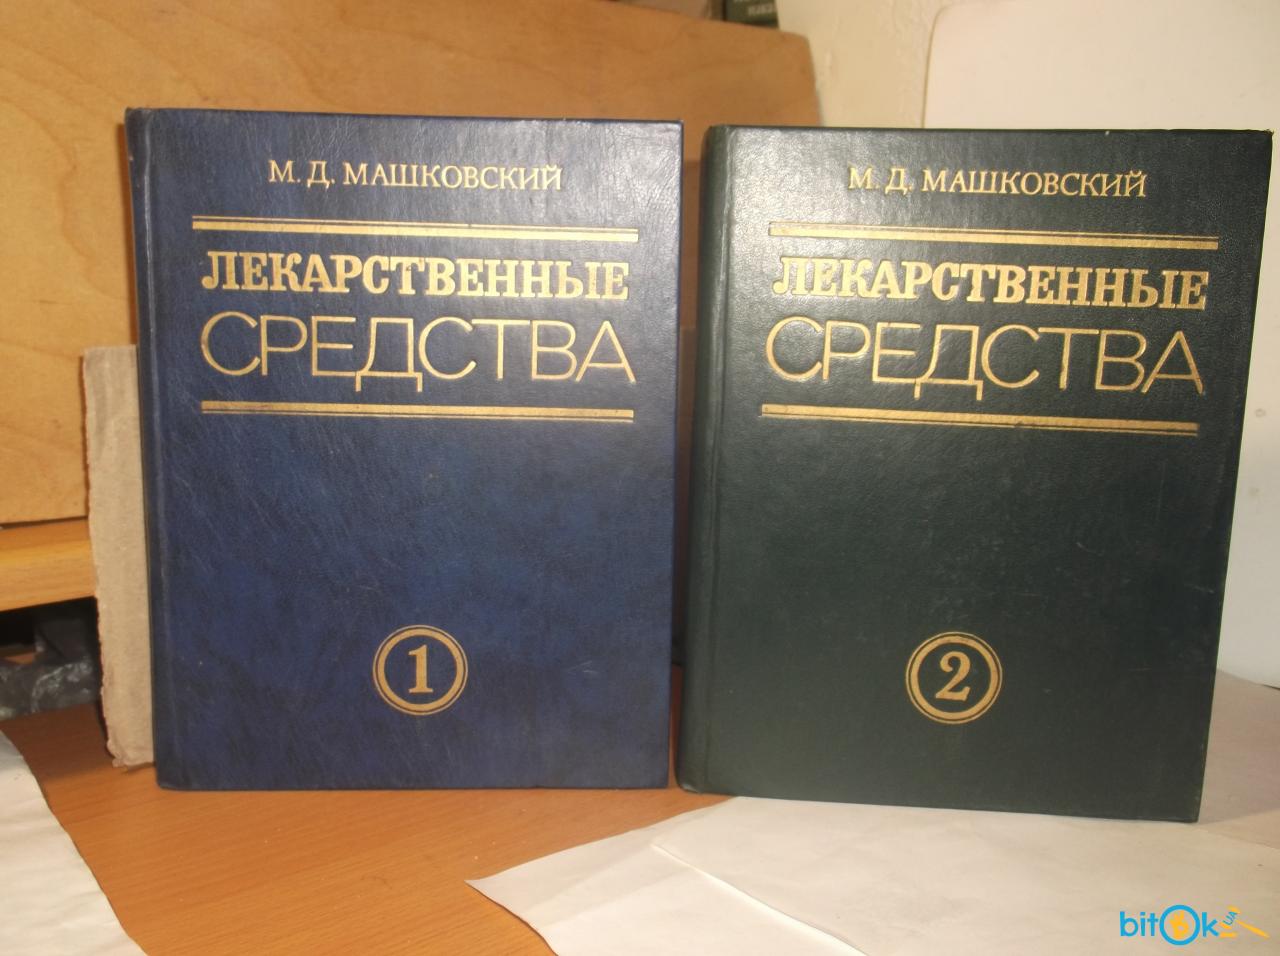 М. Д. МАШКОВСКИЙ
ЛЕКАРСТВЕННЫЕ
СРЕДСТВА
1
М. Д. МАШКОВСКИЙ
ЛЕКАРСТВЕННЫЕ
СРЕДСТВА
2
bitOk